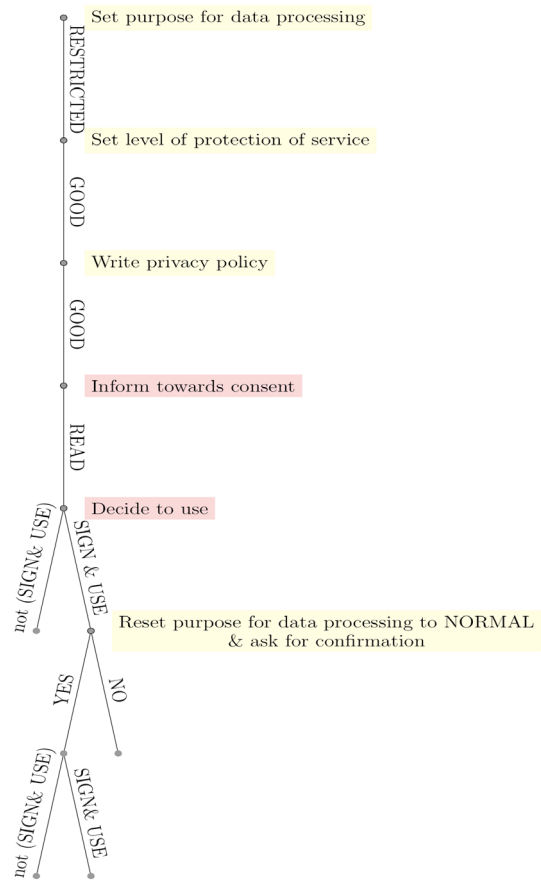 Set purpose for data processing
RESTRICTED
Set level of protection of service
GOOD
Write privacy policy
GOOD
Inform towards consent
READ
Decide to use
not (SIGN& USE)
SIGN & USE
Reset purpose for data processing to NORMAL
& ask for confirmation
YES
NO
not (SIGN& USE)
SIGN& USE